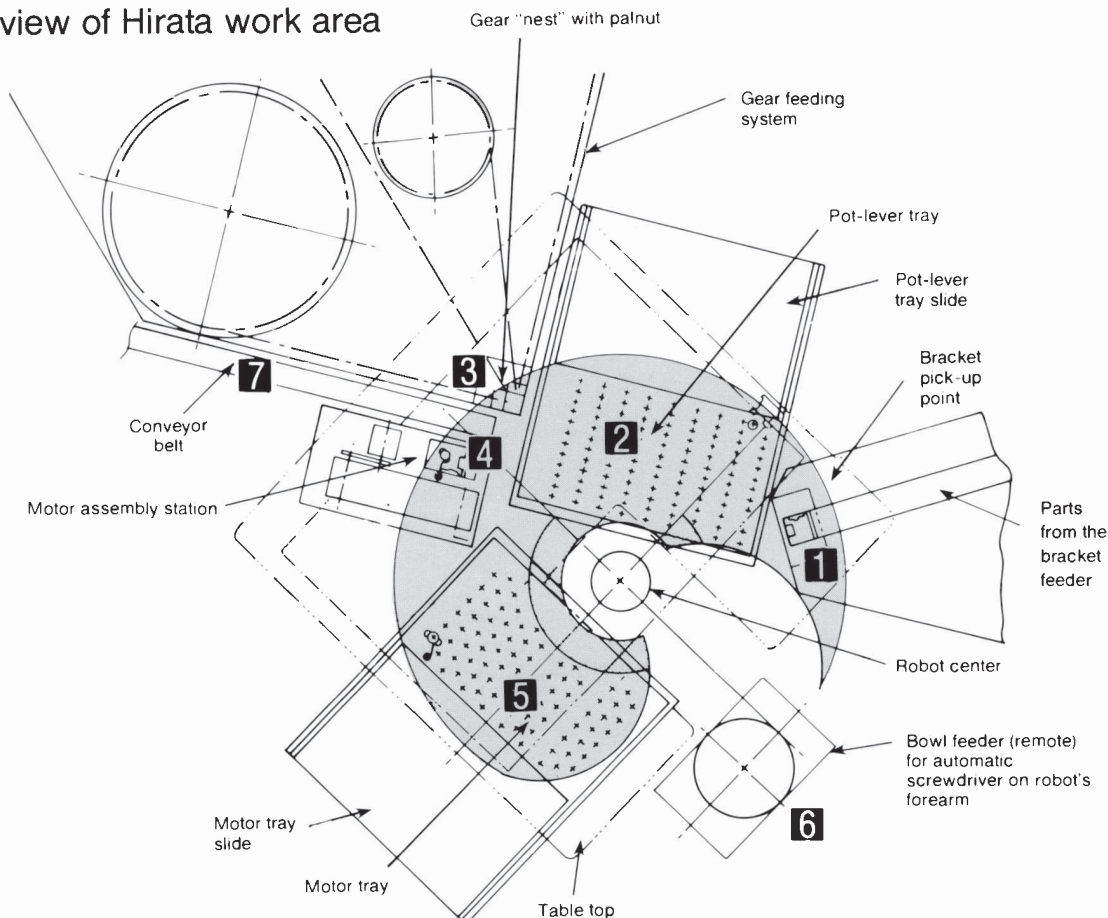 view of Hirata work area
Gear "nest" with palnut
Gear feeding
system
Pot-lever tray
Pot-lever
tray slide
Bracket
pick-up
point
3
7
Conveyor
belt
2
4
Motor assembly station
1
Parts
from the
bracket
feeder
Robot center
5
Bowl feeder (remote)
for automatic
screwdriver on robot's
forearm
6
Motor tray
slide
Motor tray
Table top